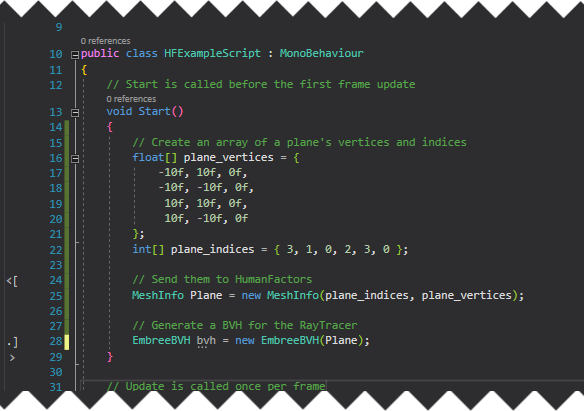 9
0 references
10 public class HFExampleScript : MonoBehaviour
11 {
12 // Start is called before the first frame update
0 references
13 void Start()
14 {
15 // Create an array of a plane's vertices and indices
16 float[] plane_vertices = {
17 -10f, 10f, 0f,
18 -10f, -10f, 0f,
19 10f, 10f, 0f,
20 10f, -10f, 0f
21 };
22 int[] plane_indices = { 3, 1, 0, 2, 3, 0 };
23
<[ 24 // Send them to HumanFactors
25 MeshInfo Plane = new MeshInfo(plane_indices, plane_vertices);
26
27 // Generate a BVH for the RayTracer
.] 28 EmbreeBVH bvh = new EmbreeBVH(Plane);
> 29 }
30
31 // Update is called once per frame